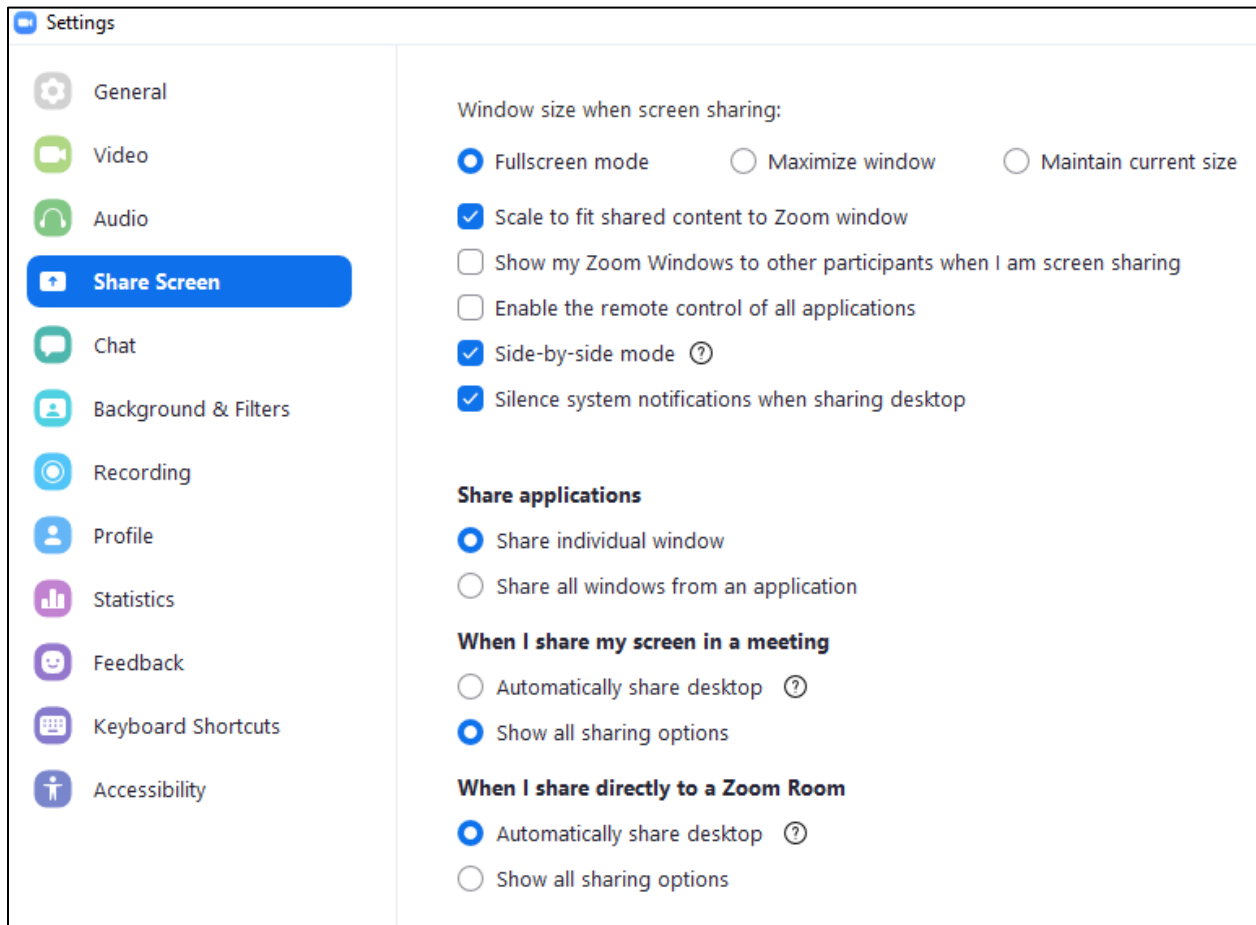 Settings
General
Video
Audio
Share Screen
Chat
Background & Filters
Recording
Profile
Statistics
Feedback
Keyboard Shortcuts
Accessibility
Window size when screen sharing:
Fullscreen mode Maximize window Maintain current size
Scale to fit shared content to Zoom window
Show my Zoom Windows to other participants when I am screen sharing
Enable the remote control of all applications
Side-by-side mode ?
Silence system notifications when sharing desktop
Share applications
Share individual window
Share all windows from an application
When I share my screen in a meeting
Automatically share desktop ?
Show all sharing options
When I share directly to a Zoom Room
Automatically share desktop ?
Show all sharing options